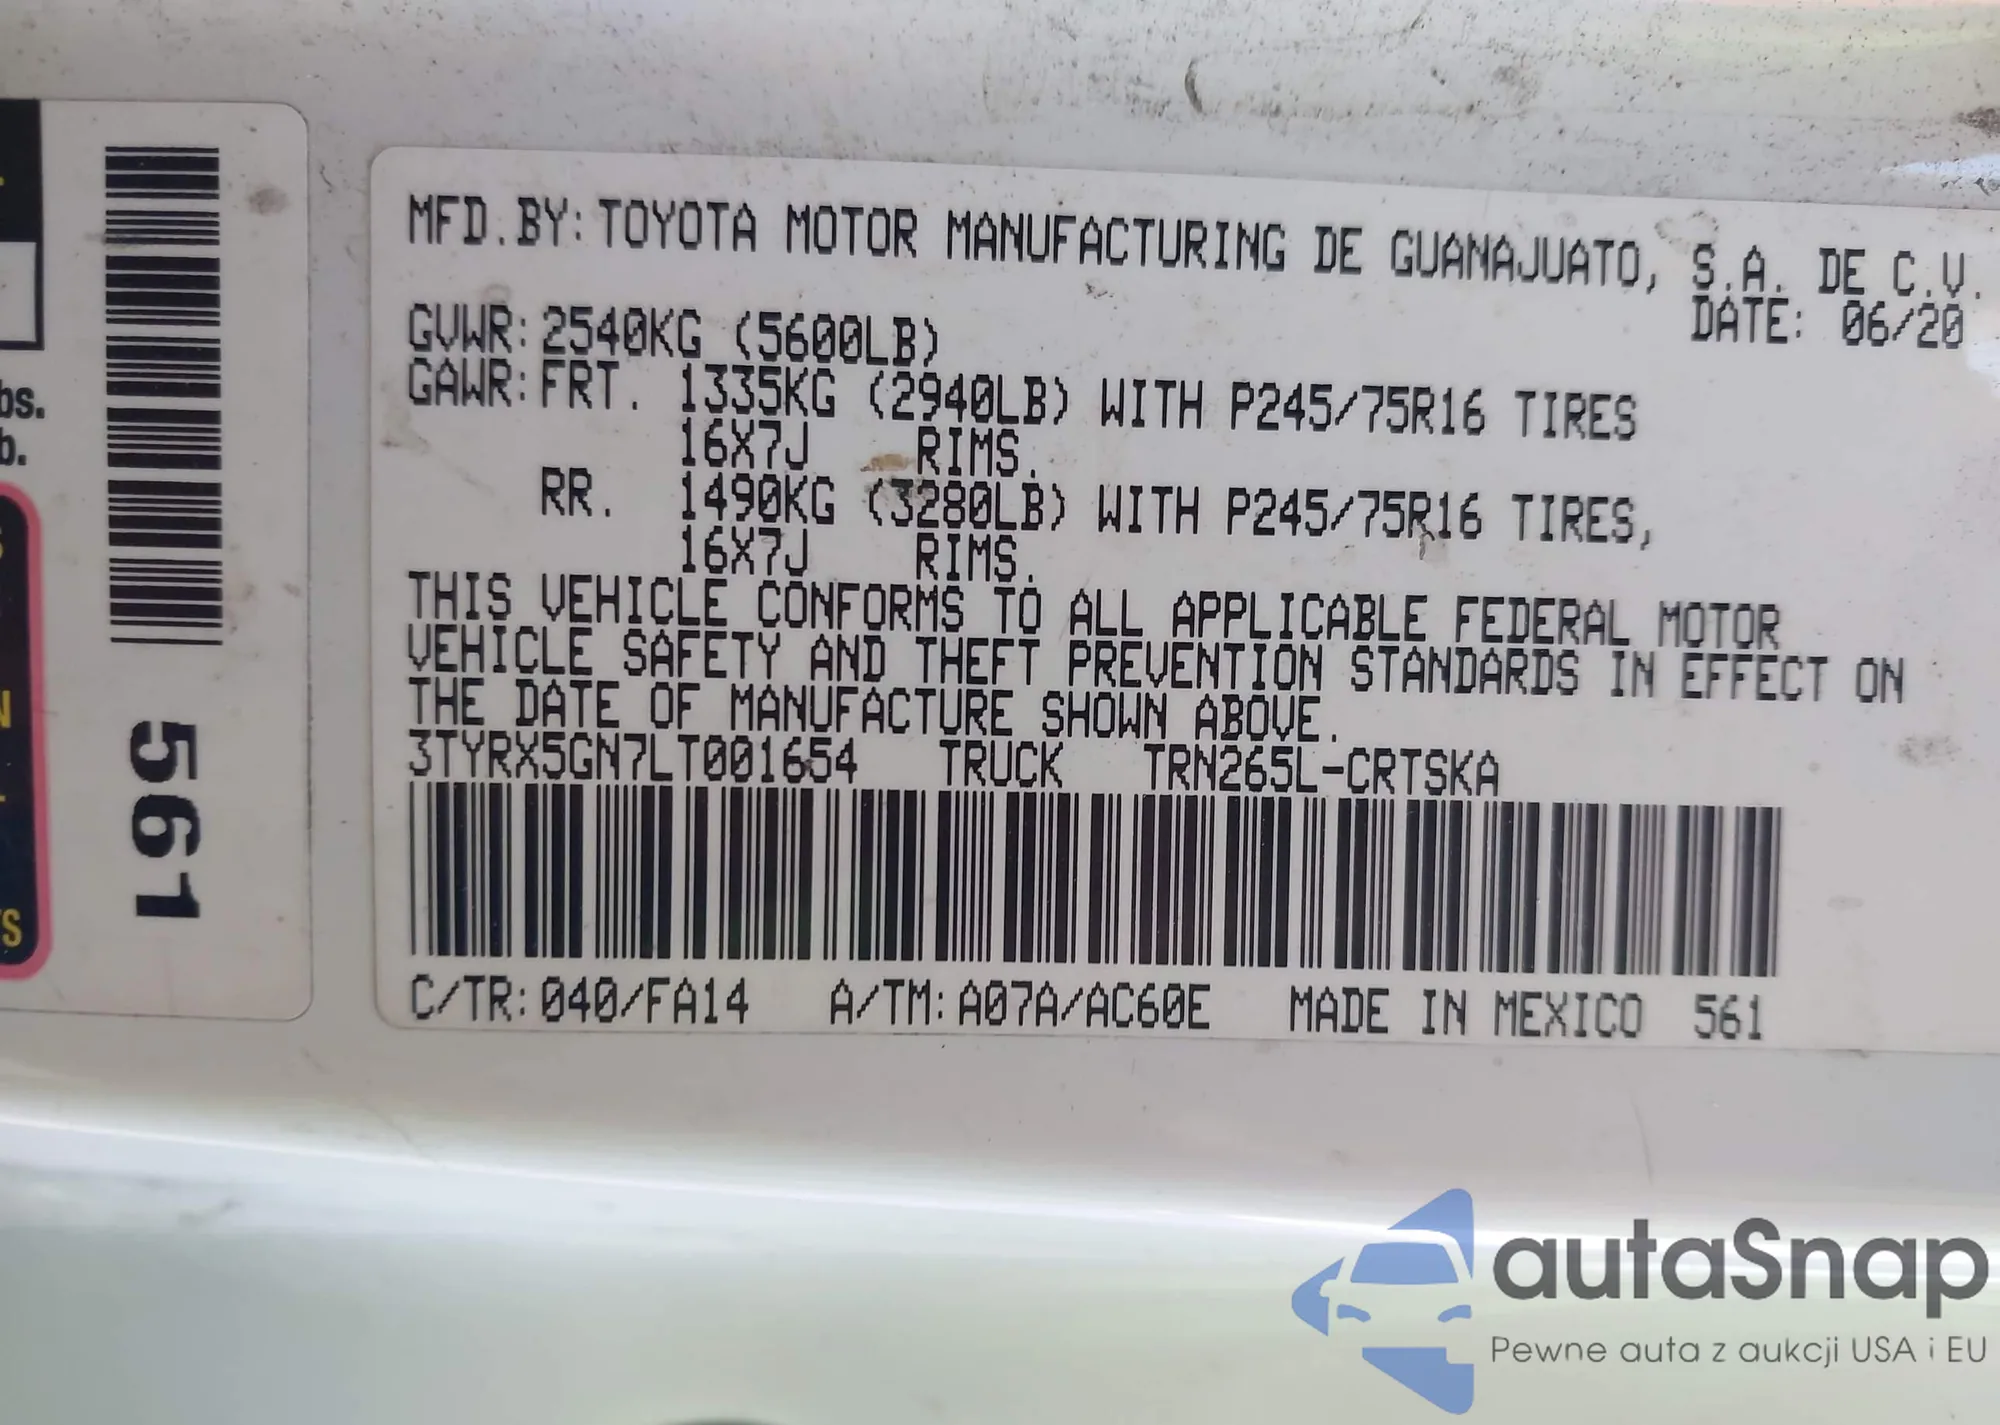 MFD.BY:TOYOTA MOTOR MANUFACTURING DE GUANAJUATO, S.A. DE C.V.
DATE: 06/20
GVWR:2540KG (5600LB)
GAWR:FRT. 1335KG (2940LB) WITH P245/75R16 TIRES
16X7J RIMS.
RR. 1490KG (3280LB) WITH P245/75R16 TIRES,
16X7J RIMS.
THIS VEHICLE CONFORMS TO ALL APPLICABLE FEDERAL MOTOR
VEHICLE SAFETY AND THEFT PREVENTION STANDARDS IN EFFECT ON
THE DATE OF MANUFACTURE SHOWN ABOVE.
3TYRX5GN7LT001654 TRUCK TRN265L-CRTSKA
C/TR:040/FA14 A/TM:A07A/AC60E MADE IN MEXICO 561
561
autaSnap
Pewne auta z aukcji USA i EU